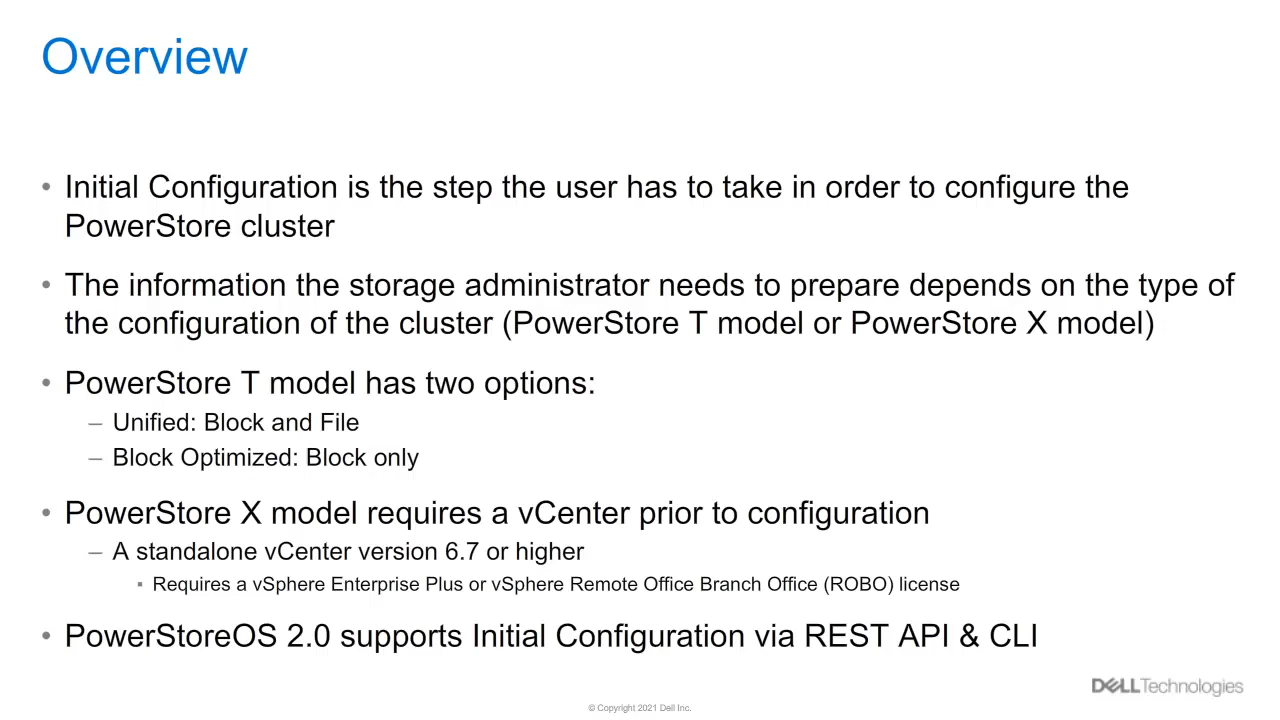 Overview
• Initial Configuration is the step the user has to take in order to configure the
PowerStore cluster
• The information the storage administrator needs to prepare depends on the type of
the configuration of the cluster (PowerStore T model or PowerStore X model)
• PowerStore T model has two options:
– Unified: Block and File
– Block Optimized: Block only
• PowerStore X model requires a vCenter prior to configuration
– A standalone vCenter version 6.7 or higher
▪ Requires a vSphere Enterprise Plus or vSphere Remote Office Branch Office (ROBO) license
• PowerStoreOS 2.0 supports Initial Configuration via REST API & CLI
DELL Technologies
© Copyright 2021 Dell Inc.